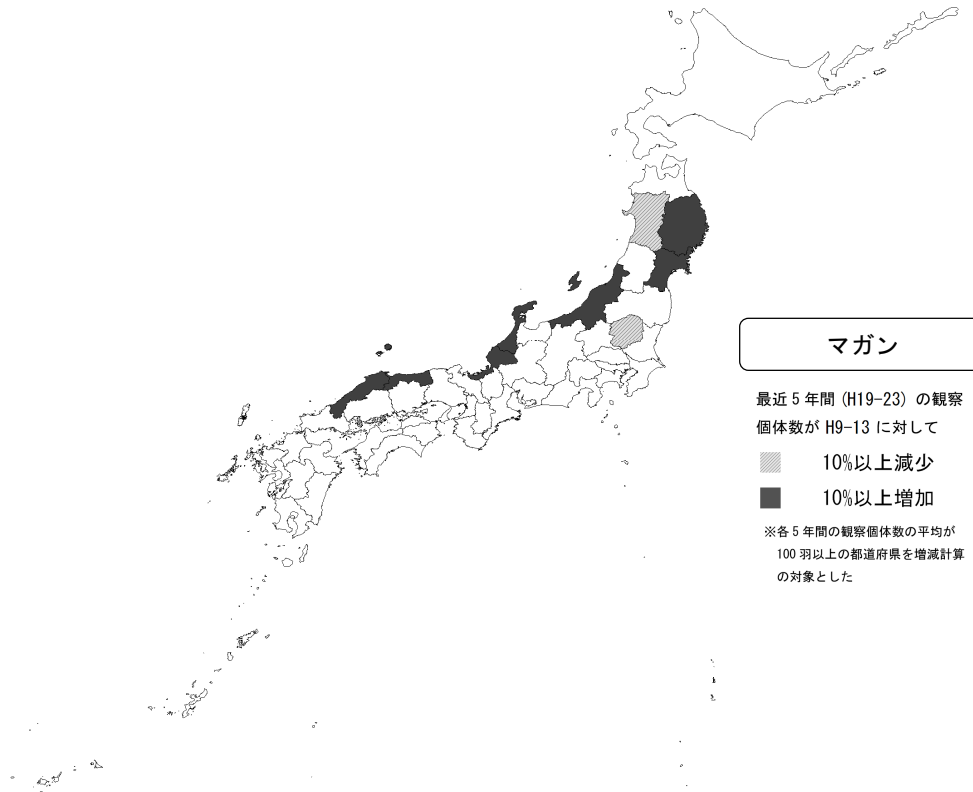 マガン
最近5年間(H19-23)の観察
個体数が H9-13 に対して
10%以上減少
10%以上増加
※各5年間の観察個体数の平均が
100羽以上の都道府県を増減計算
の対象とした